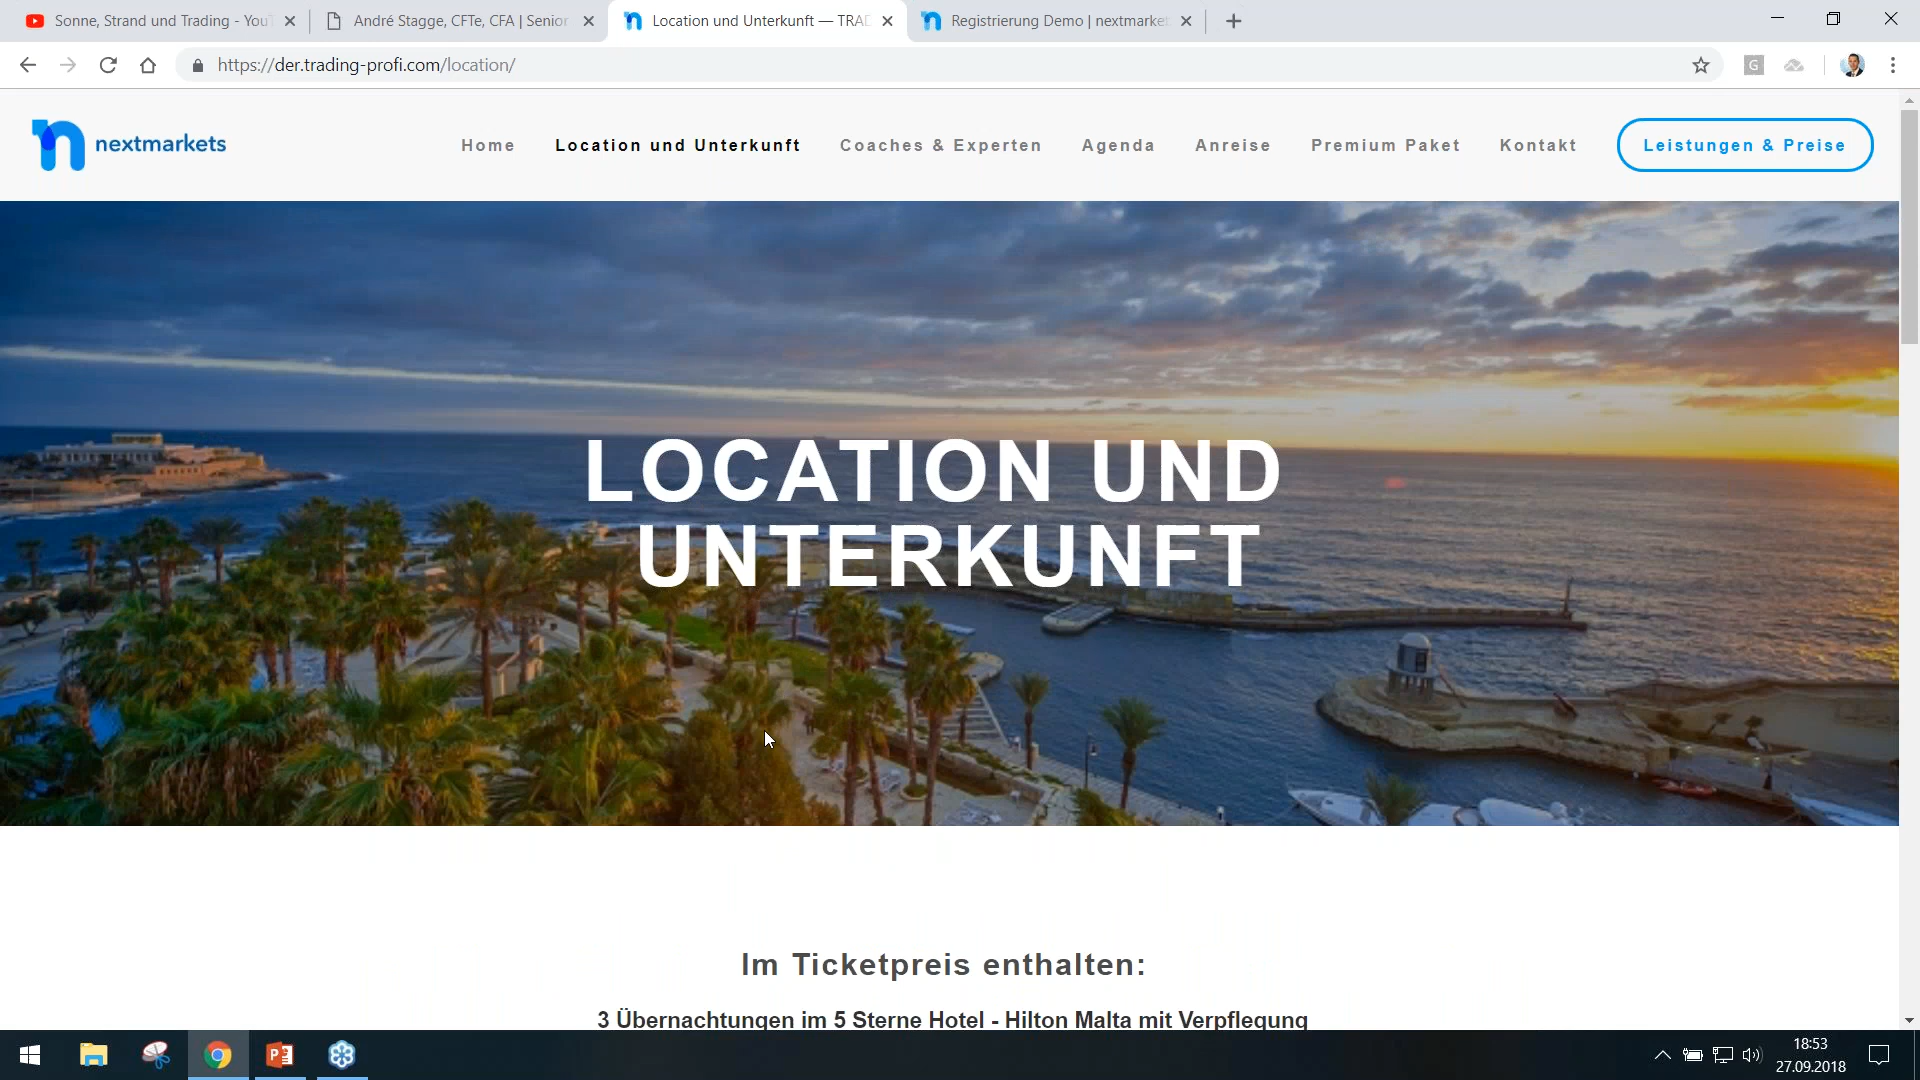 Sonne, Strand und Trading - YouT
André Stagge, CFTe, CFA | Senior
Location und Unterkunft — TRAD
Registrierung Demo | nextmarket
https://der.trading-profi.com/location/
G
nextmarkets
Home
Location und Unterkunft
Coaches & Experten
Agenda
Anreise
Premium Paket
Kontakt
Leistungen & Preise
LOCATION UND
UNTERKUNFT
Im Ticketpreis enthalten:
3 Übernachtungen im 5 Sterne Hotel - Hilton Malta mit Verpflegung
18:53
27.09.2018